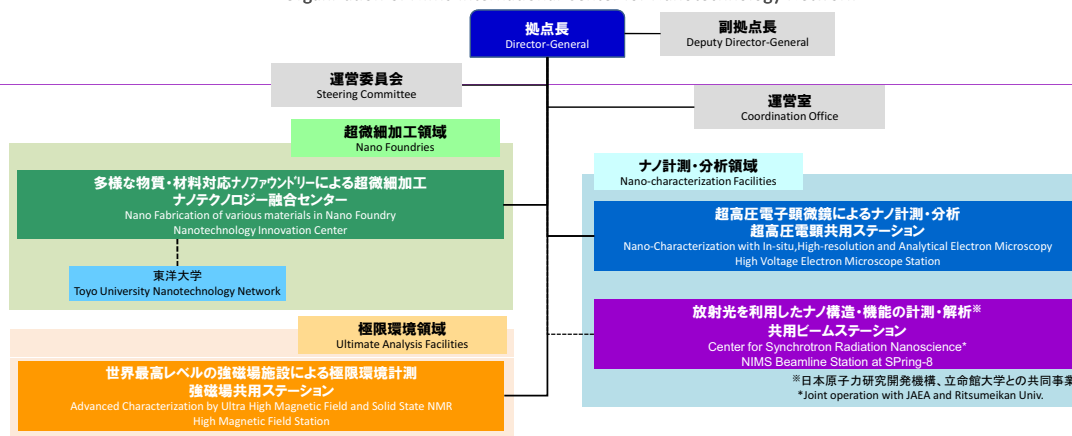 拠点長
Director-General
副拠点長
Deputy Director-General
運営委員会
Steering Committee
運営室
Coordination Office
超微細加工領域
Nano Foundries
多様な物質・材料対応ナノファウンドリーによる超微細加工
ナノテクノロジー融合センター
Nano Fabrication of various materials in Nano Foundry
Nanotechnology Innovation Center
東洋大学
Toyo University Nanotechnology Network
極限環境領域
Ultimate Analysis Facilities
世界最高レベルの強磁場施設による極限環境計測
強磁場共用ステーション
Advanced Characterization by Ultra High Magnetic Field and Solid State NMR
High Magnetic Field Station
ナノ計測・分析領域
Nano-characterization Facilities
超高圧電子顕微鏡によるナノ計測・分析
超高圧電顕共用ステーション
Nano-Characterization with In-situ,High-resolution and Analytical Electron Microscopy
High Voltage Electron Microscope Station
放射光を利用したナノ構造・機能の計測・解析※
共用ビームステーション
Center for Synchrotron Radiation Nanoscience*
NIMS Beamline Station at SPring-8
※日本原子力研究開発機構、立命館大学との共同事業
*Joint operation with JAEA and Ritsumeikan Univ.